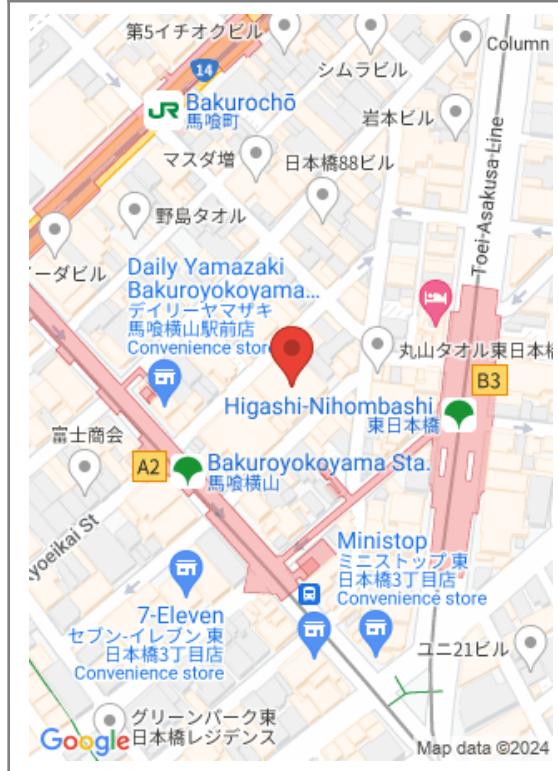 第5イチオクビル
Column
14
シムラビル
JR
Bakurochō
馬喰町
岩本ビル
マスダ増
日本橋88ビル
Toei Asakusa Line
野島タオル
ーダビル
Daily Yamazaki
Bakuroyokoyama...
デイリーヤマザキ
馬喰横山駅前店
Convenience store
丸山タオル東日本橋
B3
Higashi-Nihombashi
東日本橋
富士商会
A2
Bakuroyokoyama Sta.
馬喰横山
yoeikai St
Ministop
ミニストップ 東
日本橋3丁目店
Convenience store
7-Eleven
セブン-イレブン 東
日本橋3丁目店
Convenience store
ユニ21ビル
グリーンパーク東
日本橋レジデンス
Google
Map data ©2024